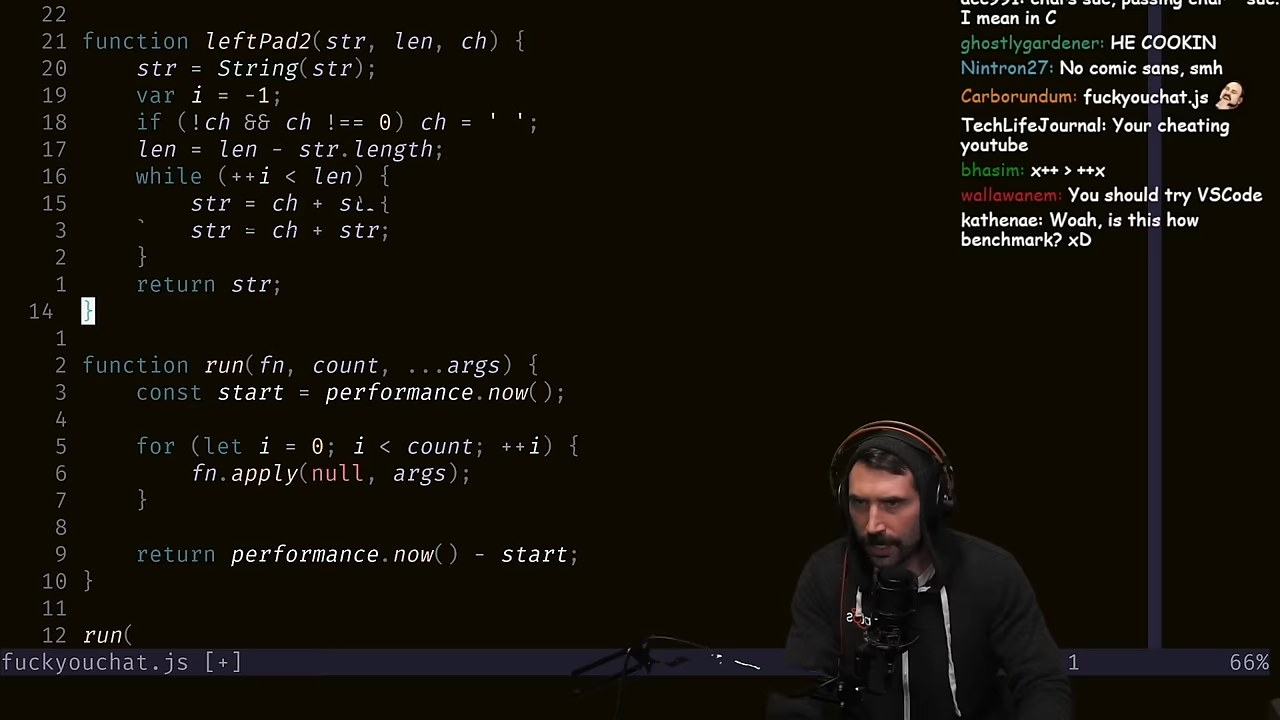 22
21 function leftPad2(str, len, ch) {
20 str = String(str);
19 var i = -1;
18 if (!ch && ch !== 0) ch = ' ';
17 len = len - str.length;
16 while (++i < len) {
15 str = ch + {
3 ` str = ch + str;
2 }
1 return str;
14 }
1
2 function run(fn, count, ...args) {
3 const start = performance.now();
4
5 for (let i = 0; i < count; ++i) {
6 fn.apply(null, args);
7 }
8
9 return performance.now() - start;
10 }
11
12 run(
fuckyouchat.js [+] 1 66%
I mean in C
ghostlygardener: HE COOKIN
Nintron27: No comic sans, smh
Carborundum: fuckyouchat.js
TechLifeJournal: Your cheating
youtube
bhasim: x++ > ++x
wallawanem: You should try VSCode
kathenae: Woah, is this how
benchmark? xD